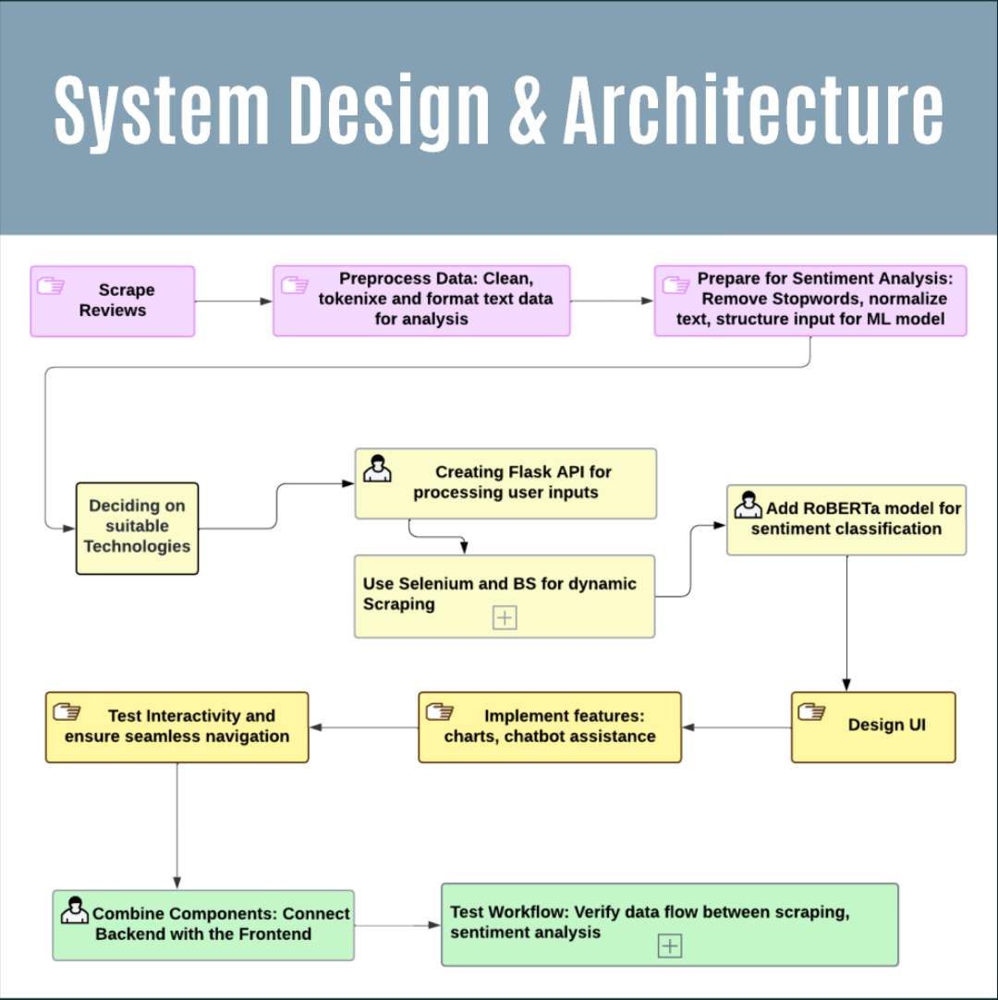 System Design & Architecture
Scrape
Reviews
Preprocess Data: Clean,
tokenixe and format text data
for analysis
Prepare for Sentiment Analysis:
Remove Stopwords, normalize
text, structure input for ML model
Deciding on
suitable
Technologies
Creating Flask API for
processing user inputs
Use Selenium and BS for dynamic
Scraping
Add RoBERTa model for
sentiment classification
Design UI
Implement features:
charts, chatbot assistance
Test Interactivity and
ensure seamless navigation
Combine Components: Connect
Backend with the Frontend
Test Workflow: Verify data flow between scraping,
sentiment analysis